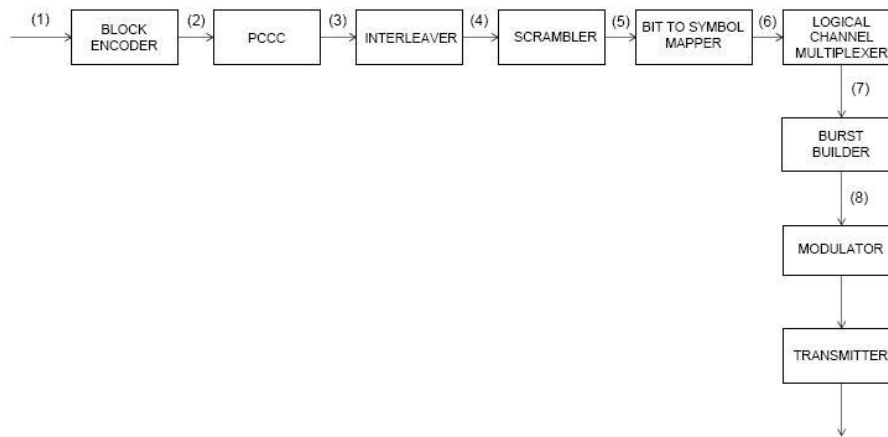 (1)
BLOCK
ENCODER
(2)
PCCC
(3)
INTERLEAVER
(4)
SCRAMBLER
(5)
BIT TO SYMBOL
MAPPER
(6)
LOGICAL
CHANNEL
MULTIPLEXER
(7)
BURST
BUILDER
(8)
MODULATOR
TRANSMITTER